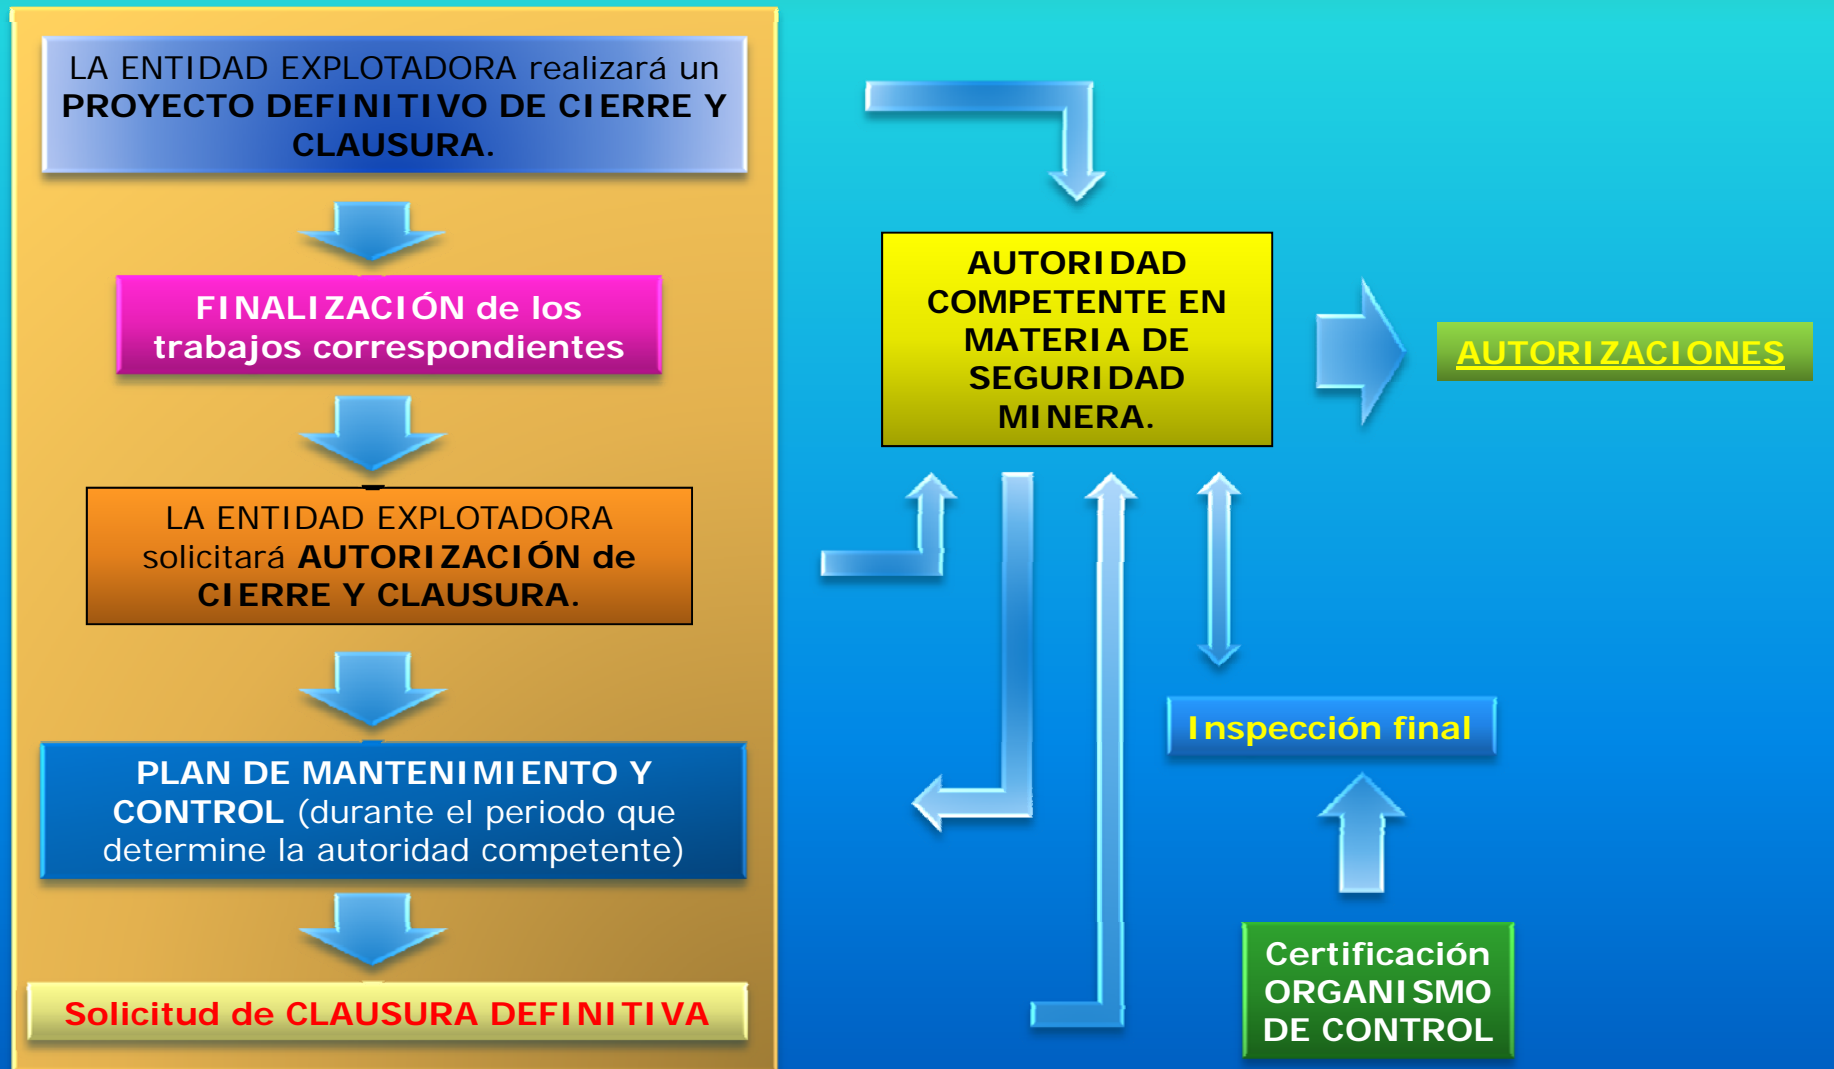 LA ENTIDAD EXPLOTADORA realizará un
PROYECTO DEFINITIVO DE CIERRE Y
CLAUSURA.
FINALIZACIÓN de los
trabajos correspondientes
LA ENTIDAD EXPLOTADORA
solicitará AUTORIZACIÓN de
CIERRE Y CLAUSURA.
PLAN DE MANTENIMIENTO Y
CONTROL (durante el periodo que
determine la autoridad competente)
Solicitud de CLAUSURA DEFINITIVA
AUTORIDAD
COMPETENTE EN
MATERIA DE
SEGURIDAD
MINERA.
AUTORIZACIONES
Inspección final
Certificación
ORGANISMO
DE CONTROL